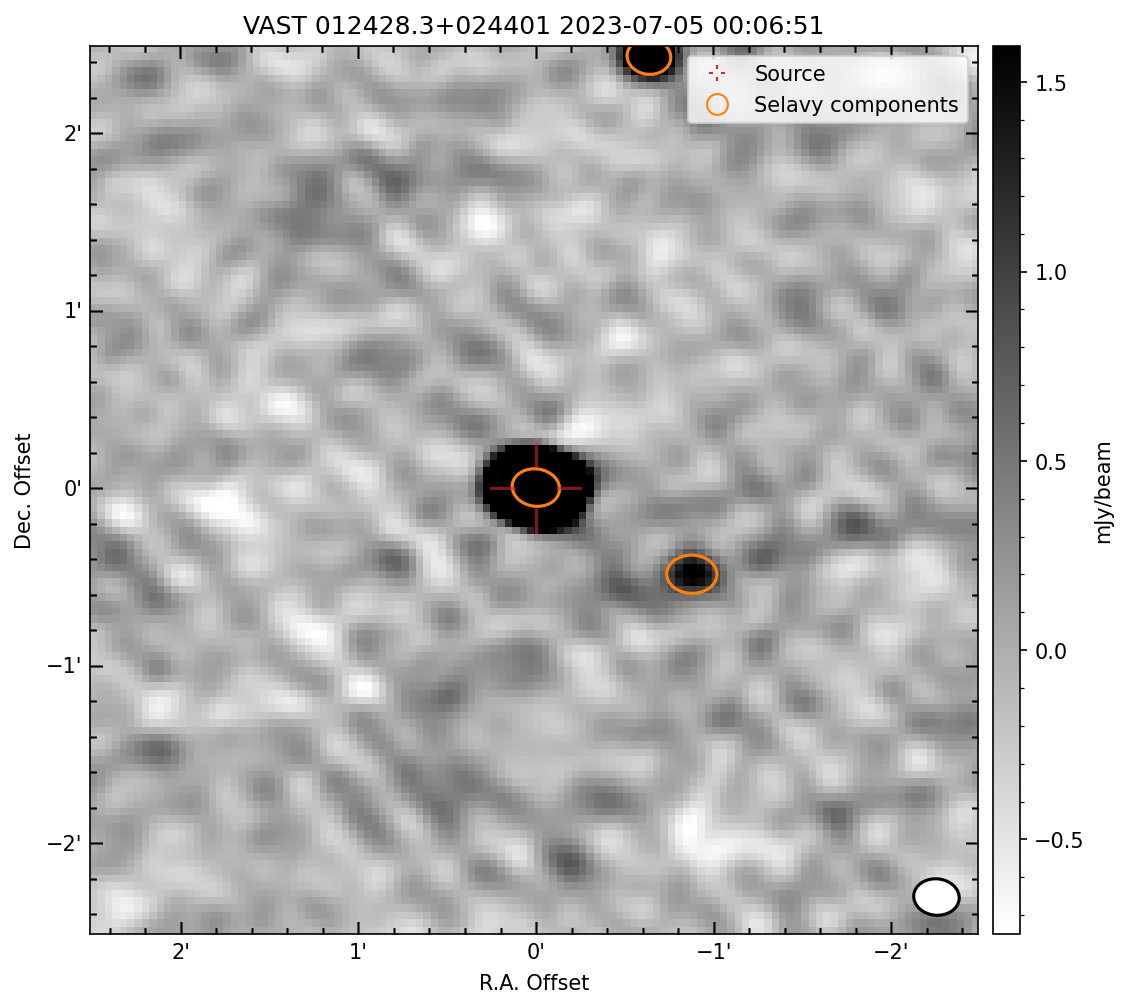 VAST 012428.3+024401 2023-07-05 00:06:51
Source
Selavy components
2'
1'
0'
−1'
−2'
Dec. Offset
2'
1'
0'
−1'
−2'
R.A. Offset
1.5
1.0
0.5
0.0
−0.5
mJy/beam